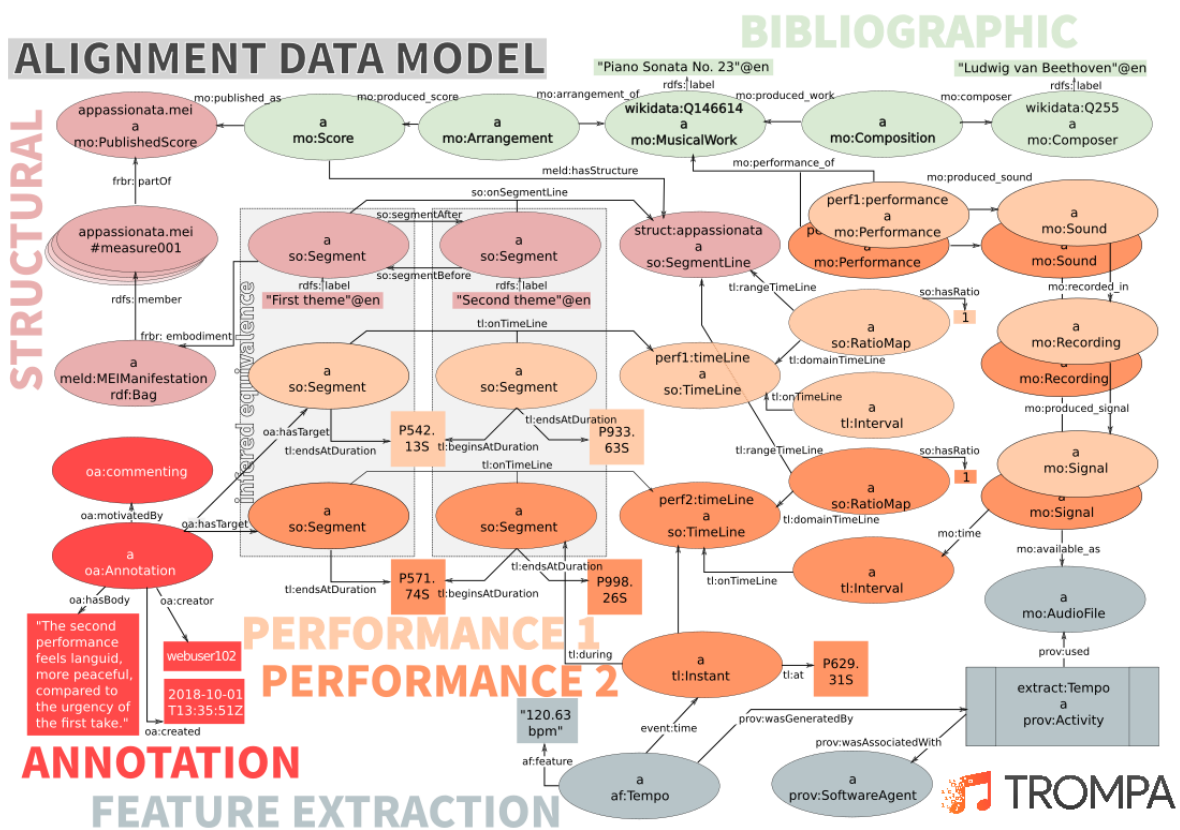 BIBLIOGRAPHIC
ALIGNMENT DATA MODEL
"Piano Sonata No. 23"@en
"Ludwig van Beethoven"@en
rdfs:label
rdfs:label
mo:published_as
mo:produced_score
mo:arrangement_of
mo:produced_work
mo:composer
appassionata.mei
a
mo:PublishedScore
a
mo:Score
a
mo:Arrangement
wikidata:Q146614
a
mo:MusicalWork
a
mo:Composition
wikidata:Q255
a
mo:Composer
STRUCTURAL
frbr: partOf
meld:hasStructure
mo:performance_of
mo:produced_sound
so:onSegmentLine
appassionata.mei
#measure001
a
so:Segment
so:segmentAfter
so:segmentBefore
a
so:Segment
struct:appassionata
a
so:SegmentLine
perf1:performance
a
mo:Performance
a
mo:Performance
a
mo:Sound
mo:Sound
rdfs:label
rdfs:label
"First theme"@en
"Second theme"@en
rdfs: member
tl:rangeTimeLine
so:hasRatio
1
mo:recorded_in
infered equivalence
frbr: embodiment
tl:onTimeLine
a
so:RatioMap
a
mo:Recording
tl:domainTimeLine
a
meld:MEIManifestation
rdf:Bag
a
so:Segment
a
so:Segment
perf1:timeLine
a
so:TimeLine
a
mo:Recording
tl:onTimeLine
a
tl:Interval
mo:produced_signal
oa:hasTarget
tl:endsAtDuration
P542.
13S
tl:beginsAtDuration
tl:endsAtDuration
P933.
63S
tl:rangeTimeLine
so:hasRatio
1
a
mo:Signal
oa:commenting
tl:onTimeLine
oa:motivatedBy
oa:hasTarget
a
so:Segment
a
so:Segment
perf2:timeLine
a
so:TimeLine
a
so:RatioMap
tl:domainTimeLine
a
mo:Signal
mo:time
mo:available_as
a
oa:Annotation
tl:endsAtDuration
P571.
74S
tl:beginsAtDuration
tl:endsAtDuration
P998.
26S
tl:onTimeLine
a
tl:Interval
a
mo:AudioFile
oa:hasBody
oa:creator
"The second
performance
feels languid,
more peaceful,
compared to
the urgency of
the first take."
webuser102
2018-10-01
T13:35:51Z
oa:created
PERFORMANCE 1
PERFORMANCE 2
tl:during
a
tl:Instant
tl:at
P629.
31S
prov:used
extract:Tempo
a
prov:Activity
"120.63
bpm"
event:time
prov:wasGeneratedBy
prov:wasAssociatedWith
af:feature
ANNOTATION
a
af:Tempo
a
prov:SoftwareAgent
FEATURE EXTRACTION
TROMPA